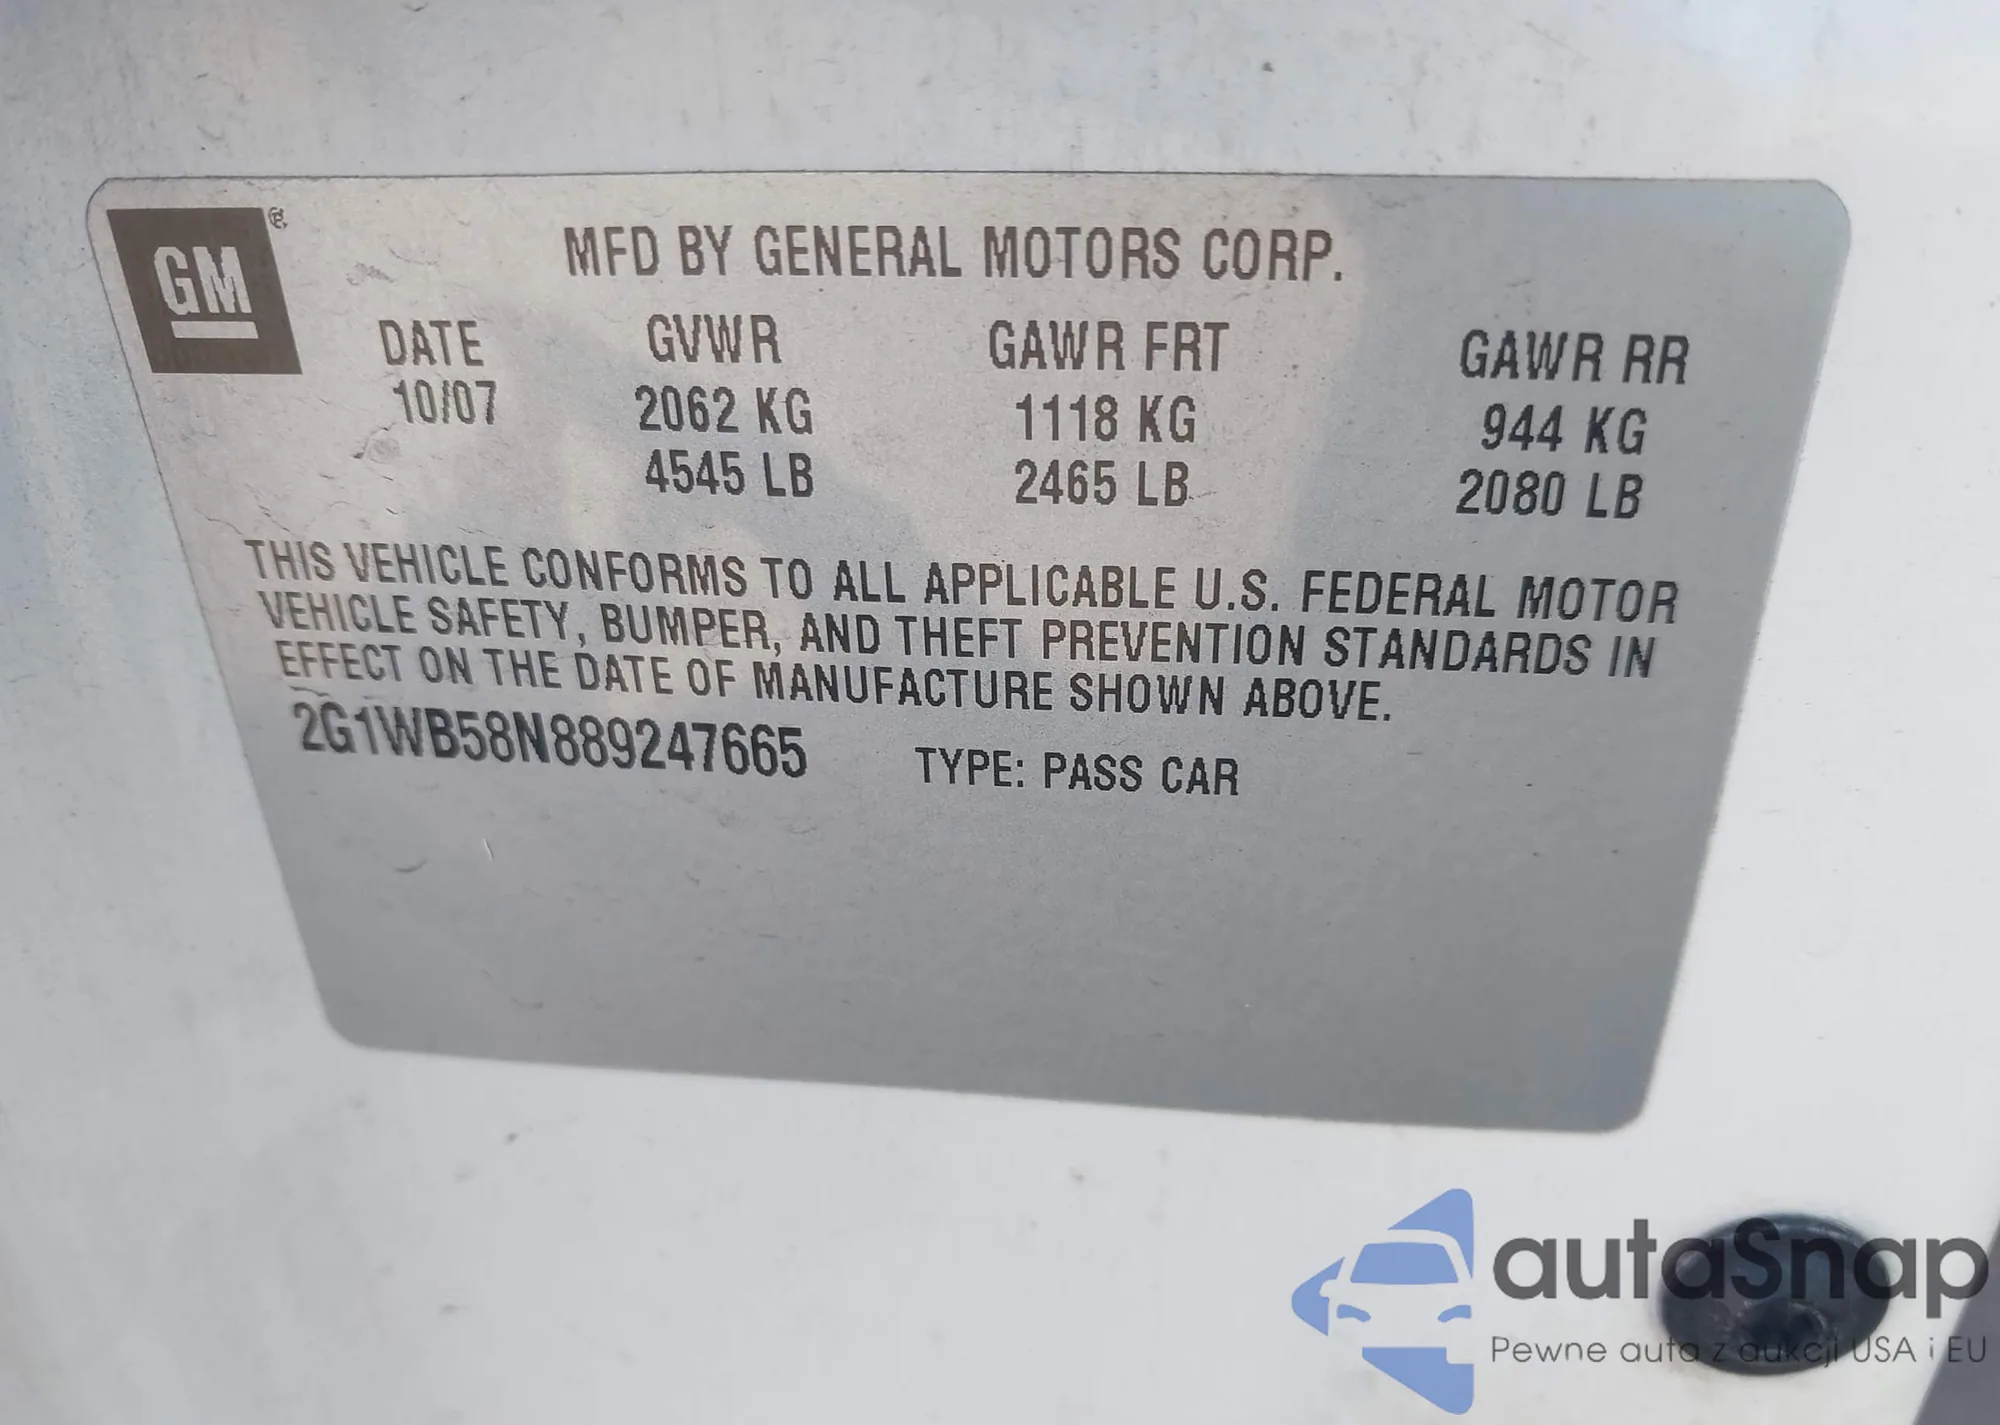 GM®
MFD BY GENERAL MOTORS CORP.
DATE GVWR GAWR FRT GAWR RR
10/07 2062 KG 1118 KG 944 KG
4545 LB 2465 LB 2080 LB
THIS VEHICLE CONFORMS TO ALL APPLICABLE U.S. FEDERAL MOTOR
VEHICLE SAFETY, BUMPER, AND THEFT PREVENTION STANDARDS IN
EFFECT ON THE DATE OF MANUFACTURE SHOWN ABOVE.
2G1WB58N889247665 TYPE: PASS CAR
autaSnap
Pewne auta z aukcji USA i EU